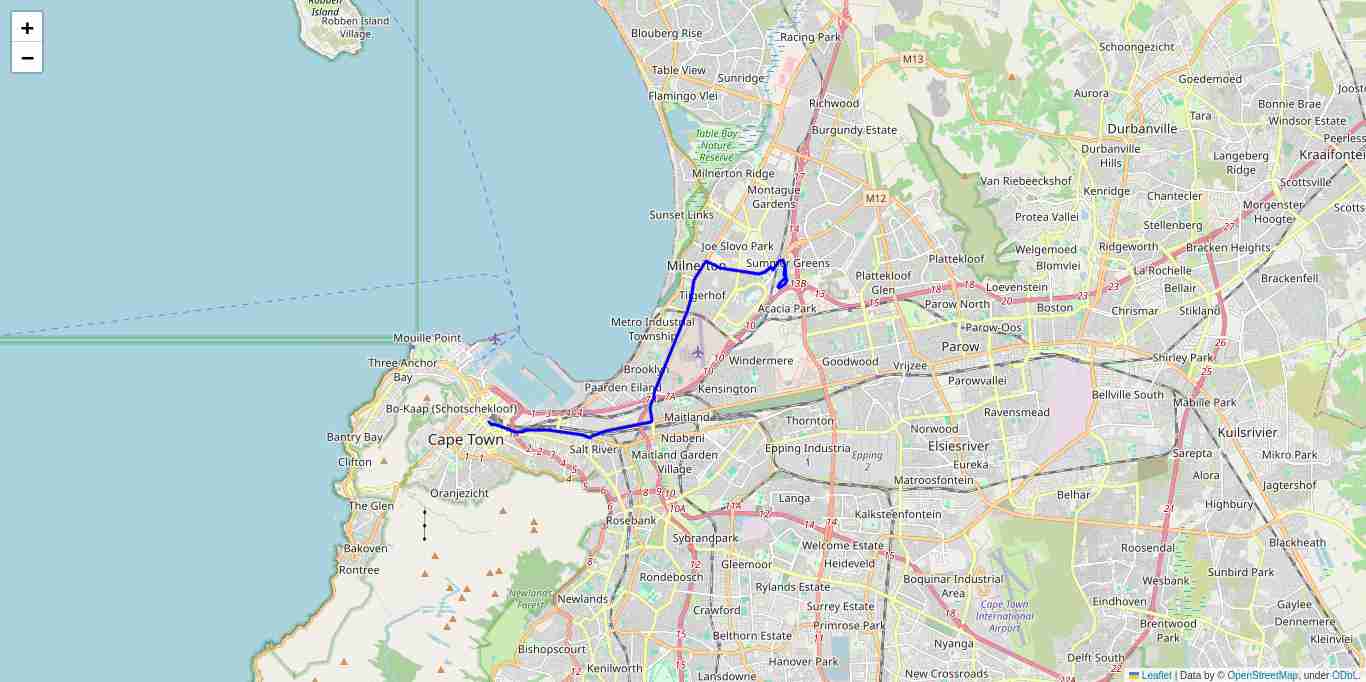 +
−
Robben
Island
Robben Island
Village
Blouberg Rise
Racing Park
Table View
Sunridge
Flamingo Vlei
Richwood
Burgundy Estate
M13
Schoongezicht
Goedemoed
Aurora
Bonnie Brae
Joost
Tara
Windsor Estate
Durbanville
Peerless
Durbanville
Hills
Langeberg
Ridge
Kraaifontein
Table Bay
Nature
Reserve
Milnerton Ridge
Montague
Gardens
M12
Van Riebeeckshof
Kenridge
Chantecler
Scottsville
Scotts
Morgenster
Hoogte
Sunset Links
Protea Vallei
Stellenberg
Joe Slovo Park
Welgemoed
Ridgeworth
Bracken Heights
Milnerton
Summer Greens
Plattekloof
Blomvlei
La Rochelle
Brackenfell
Plattekloof
Glen
Loevenstein
Bellair
Tijgerhof
Acacia Park
Parow North
Boston
Chrismar
Stikland
Metro Industrial
Township
Parow-Oos
Mouille Point
Parow
Three Anchor
Bay
Windermere
Goodwood
Vrijzee
Shirley Park
Brooklyn
Paarden Eiland
Kensington
Parowvallei
Bellville South
Mabille Park
Bo-Kaap (Schotschekloof)
Maitland
Thornton
Ravensmead
Bantry Bay
Cape Town
Ndabeni
Norwood
Kuilsrivier
Salt River
Epping Industria
1
Elsiesrivier
Clifton
Maitland Garden
Village
Epping
2
Eureka
Sarepta
Mikro Park
Matroosfontein
Alora
Jagtershof
Oranjezicht
Langa
Belhar
Highbury
The Glen
Kalksteenfontein
Rosebank
Sybrandpark
Welcome Estate
Blackheath
Bakoven
Heideveld
Roosendal
Rontree
Gleemoor
Rondebosch
Rylands Estate
Boquinar Industrial
Area
Wesbank
Sunbird Park
Newlands
Forest
Newlands
Crawford
Surrey Estate
Cape Town
International
Airport
Eindhoven
Gaylee
Primrose Park
Brentwood
Park
Dennemere
Belthorn Estate
Nyanga
Kleinvlei
Bishopscourt
Hanover Park
Delft South
Kenilworth
Lansdowne
New Crossroads
Leaflet | Data by © OpenStreetMap, under ODbL.